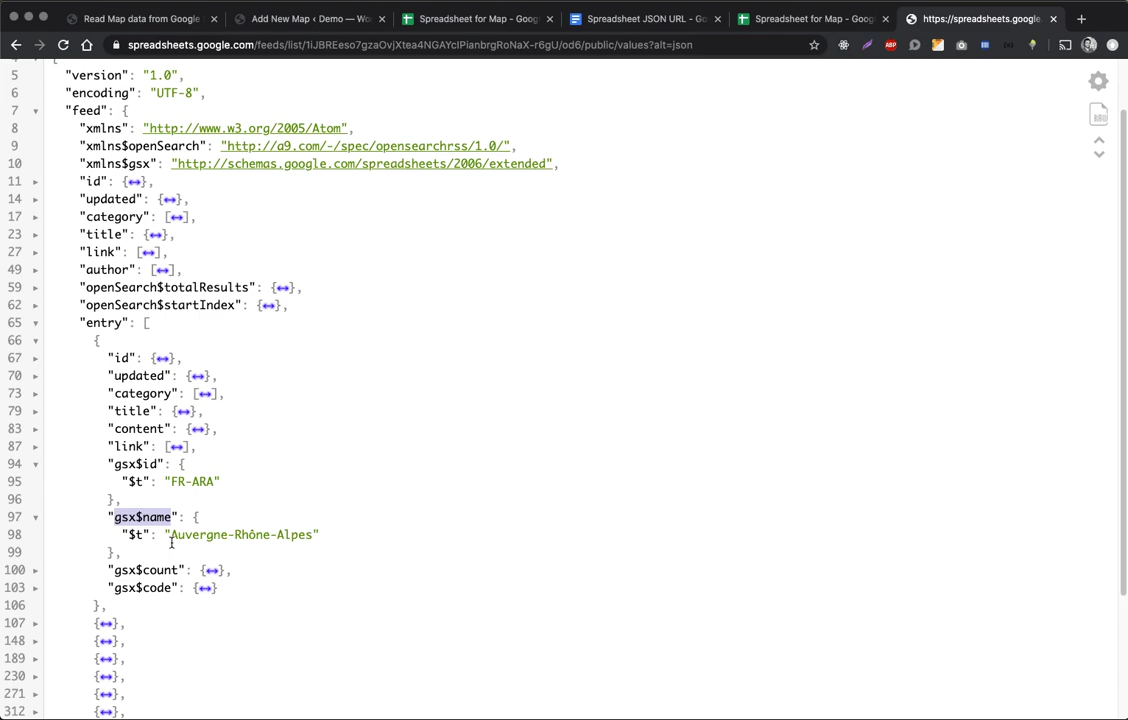 Read Map data from Google
Add New Map ‹ Demo — Wo
Spreadsheet for Map - Goog
Spreadsheet JSON URL - Go
Spreadsheet for Map - Goog
https://spreadsheets.google.
spreadsheets.google.com/feeds/list/1iJBREeso7gzaOvjXtea4NGAYcIPianbrgRoNaX-r6gU/od6/public/values?alt=json
5 "version": "1.0",
6 "encoding": "UTF-8",
7 "feed": {
8 "xmlns": "http://www.w3.org/2005/Atom",
9 "xmlns$openSearch": "http://a9.com/-/spec/opensearchrss/1.0/",
10 "xmlns$gsx": "http://schemas.google.com/spreadsheets/2006/extended",
11 "id": {↔},
14 "updated": {↔},
17 "category": [↔],
23 "title": {↔},
27 "link": [↔],
49 "author": [↔],
59 "openSearch$totalResults": {↔},
62 "openSearch$startIndex": {↔},
65 "entry": [
66 {
67 "id": {↔},
70 "updated": {↔},
73 "category": [↔],
79 "title": {↔},
83 "content": {↔},
87 "link": [↔],
94 "gsx$id": {
95 "$t": "FR-ARA"
96 },
97 "gsx$name": {
98 "$t": "Auvergne-Rhône-Alpes"
99 },
100 "gsx$count": {↔},
103 "gsx$code": {↔}
106 },
107 {↔},
148 {↔},
189 {↔},
230 {↔},
271 {↔},
312 {↔},